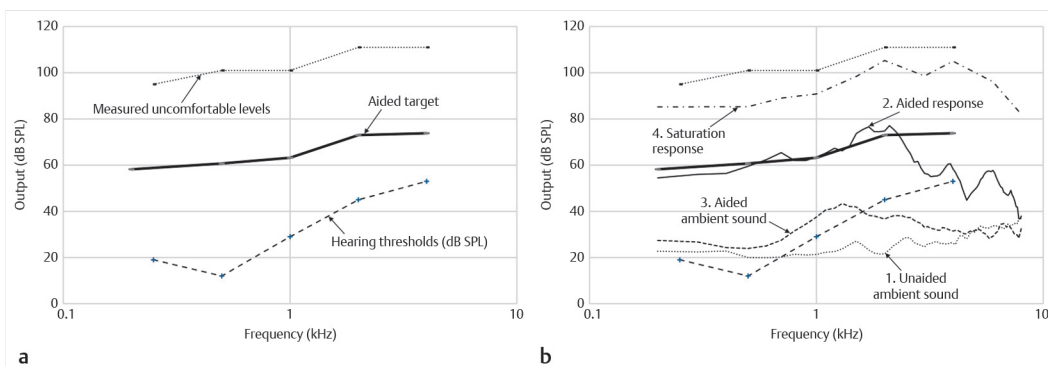 120
100
80
60
40
20
0
Output (dB SPL)
Measured uncomfortable levels
Aided target
Hearing thresholds (dB SPL)
0.1
1
10
Frequency (kHz)
a
120
100
80
60
40
20
0
Output (dB SPL)
2. Aided response
4. Saturation
response
3. Aided
ambient sound
1. Unaided
ambient sound
0.1
1
10
Frequency (kHz)
b